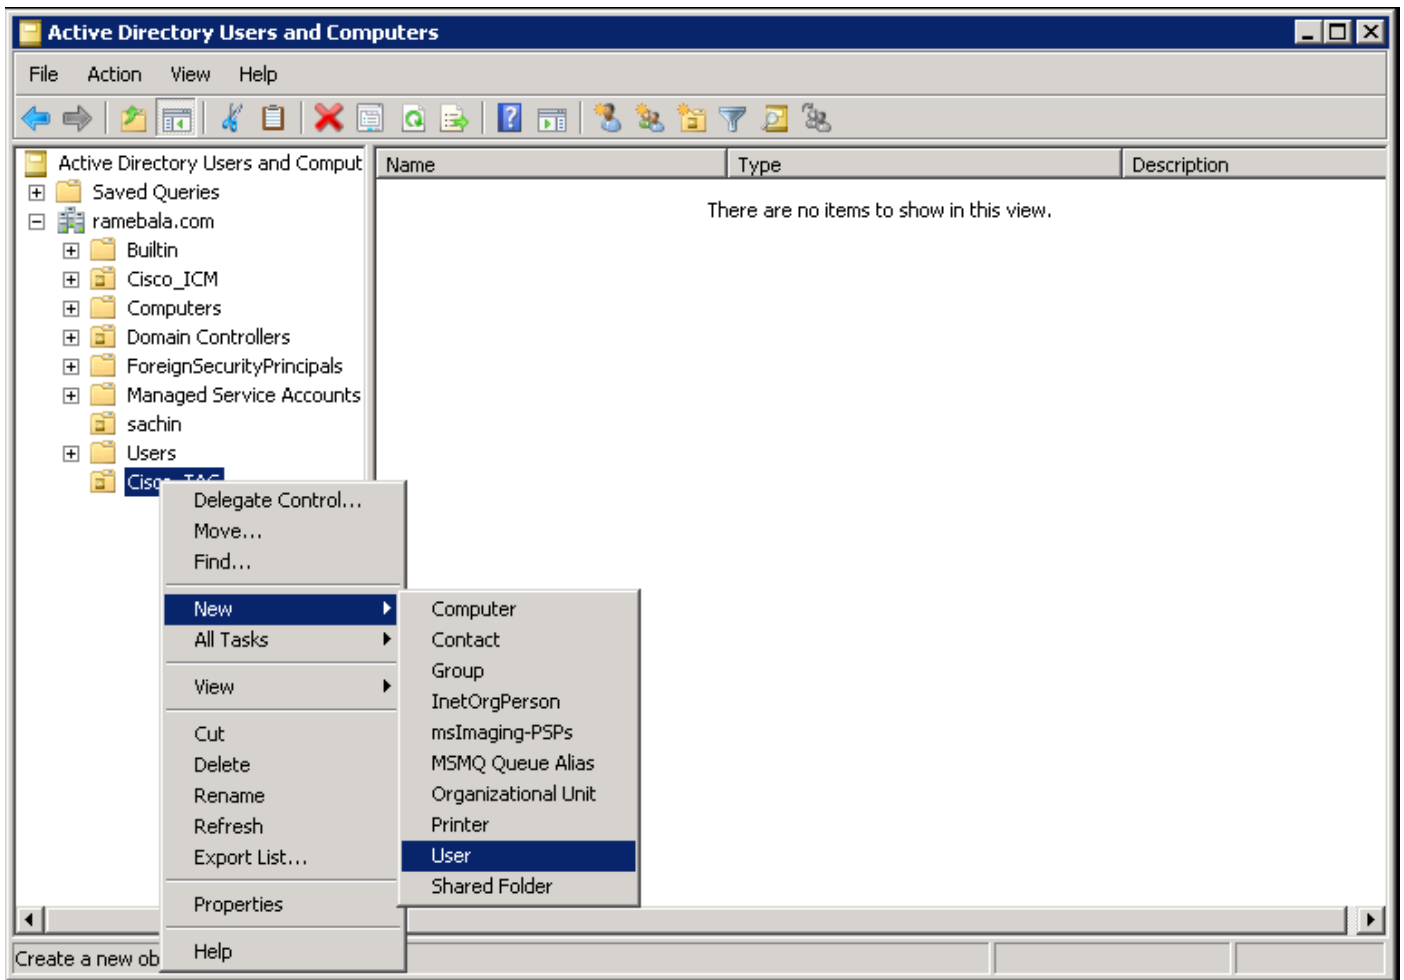 Active Directory Users and Computers
File Action View Help
Active Directory Users and Comput
Name Type Description
Saved Queries
There are no items to show in this view.
ramebala.com
Builtin
Cisco_ICM
Computers
Domain Controllers
ForeignSecurityPrincipals
Managed Service Accounts
sachin
Users
Cisco_TAC
Delegate Control...
Move...
Find...
New
All Tasks
View
Cut
Delete
Rename
Refresh
Export List...
Properties
Help
Computer
Contact
Group
InetOrgPerson
msImaging-PSPs
MSMQ Queue Alias
Organizational Unit
Printer
User
Shared Folder
Create a new ob